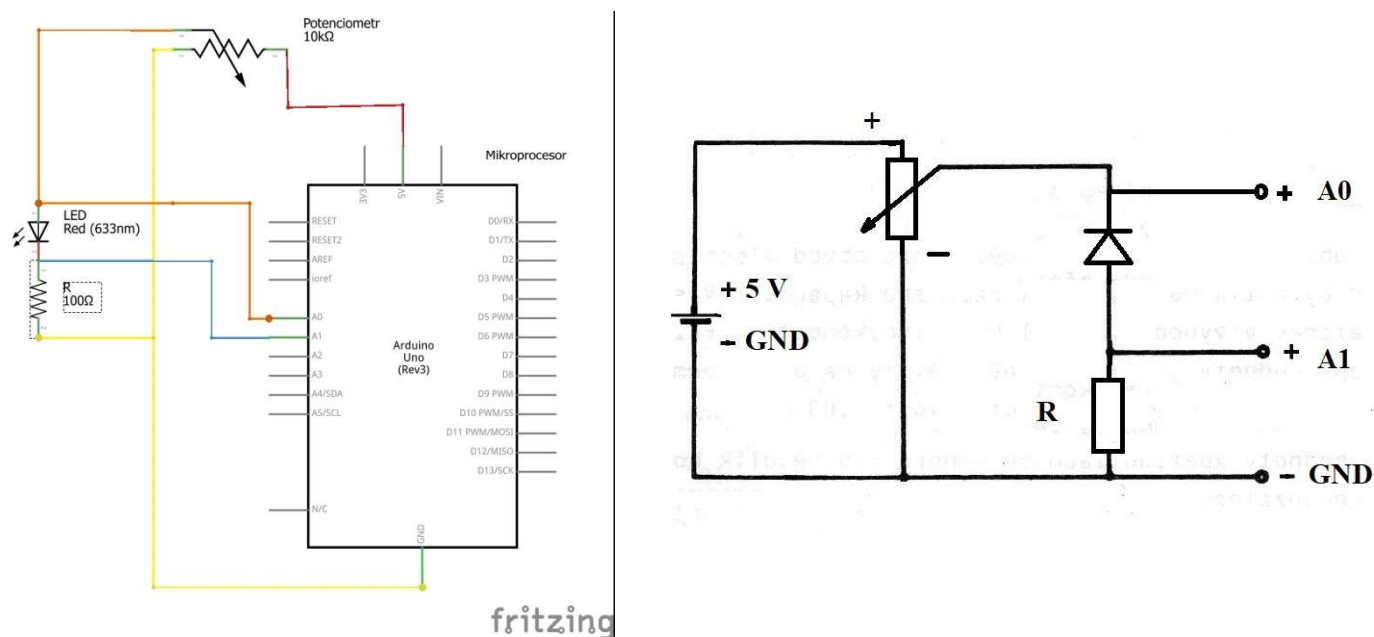 Potenciometr
10kΩ
Mikroprocesor
3V3
5V
VIN
LED
Red (633nm)
R
100Ω
RESET
RESET2
AREF
ioref
A0
A1
A2
A3
A4/SDA
A5/SCL
N/C
Arduino
Uno
(Rev3)
D0/RX
D1/TX
D2
D3 PWM
D4
D5 PWM
D6 PWM
D7
D8
D9 PWM
D10 PWM/SS
D11 PWM/MOSI
D12/MISO
D13/SCK
GND
fritzing
+
+ A0
−
+ 5 V
- GND
+ A1
R
- GND